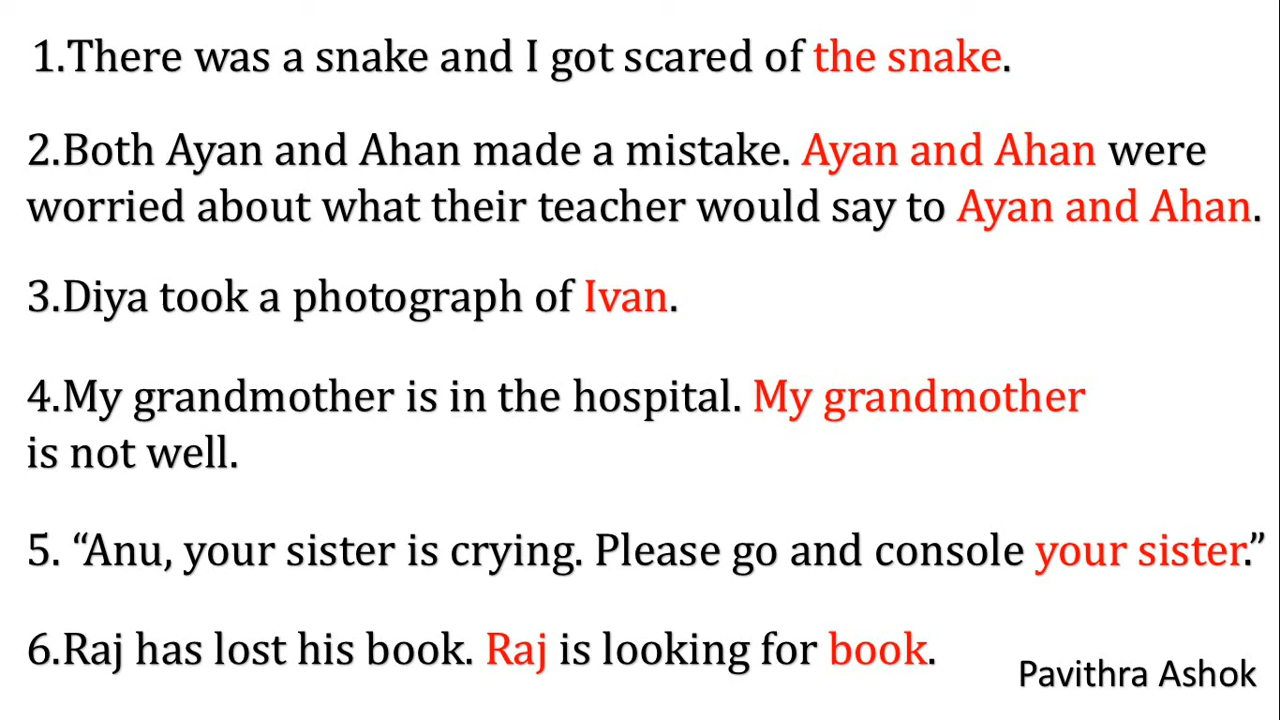 1.There was a snake and I got scared of the snake.
2.Both Ayan and Ahan made a mistake. Ayan and Ahan were
worried about what their teacher would say to Ayan and Ahan.
3.Diya took a photograph of Ivan.
4.My grandmother is in the hospital. My grandmother
is not well.
5. “Anu, your sister is crying. Please go and console your sister.”
6.Raj has lost his book. Raj is looking for book.
Pavithra Ashok